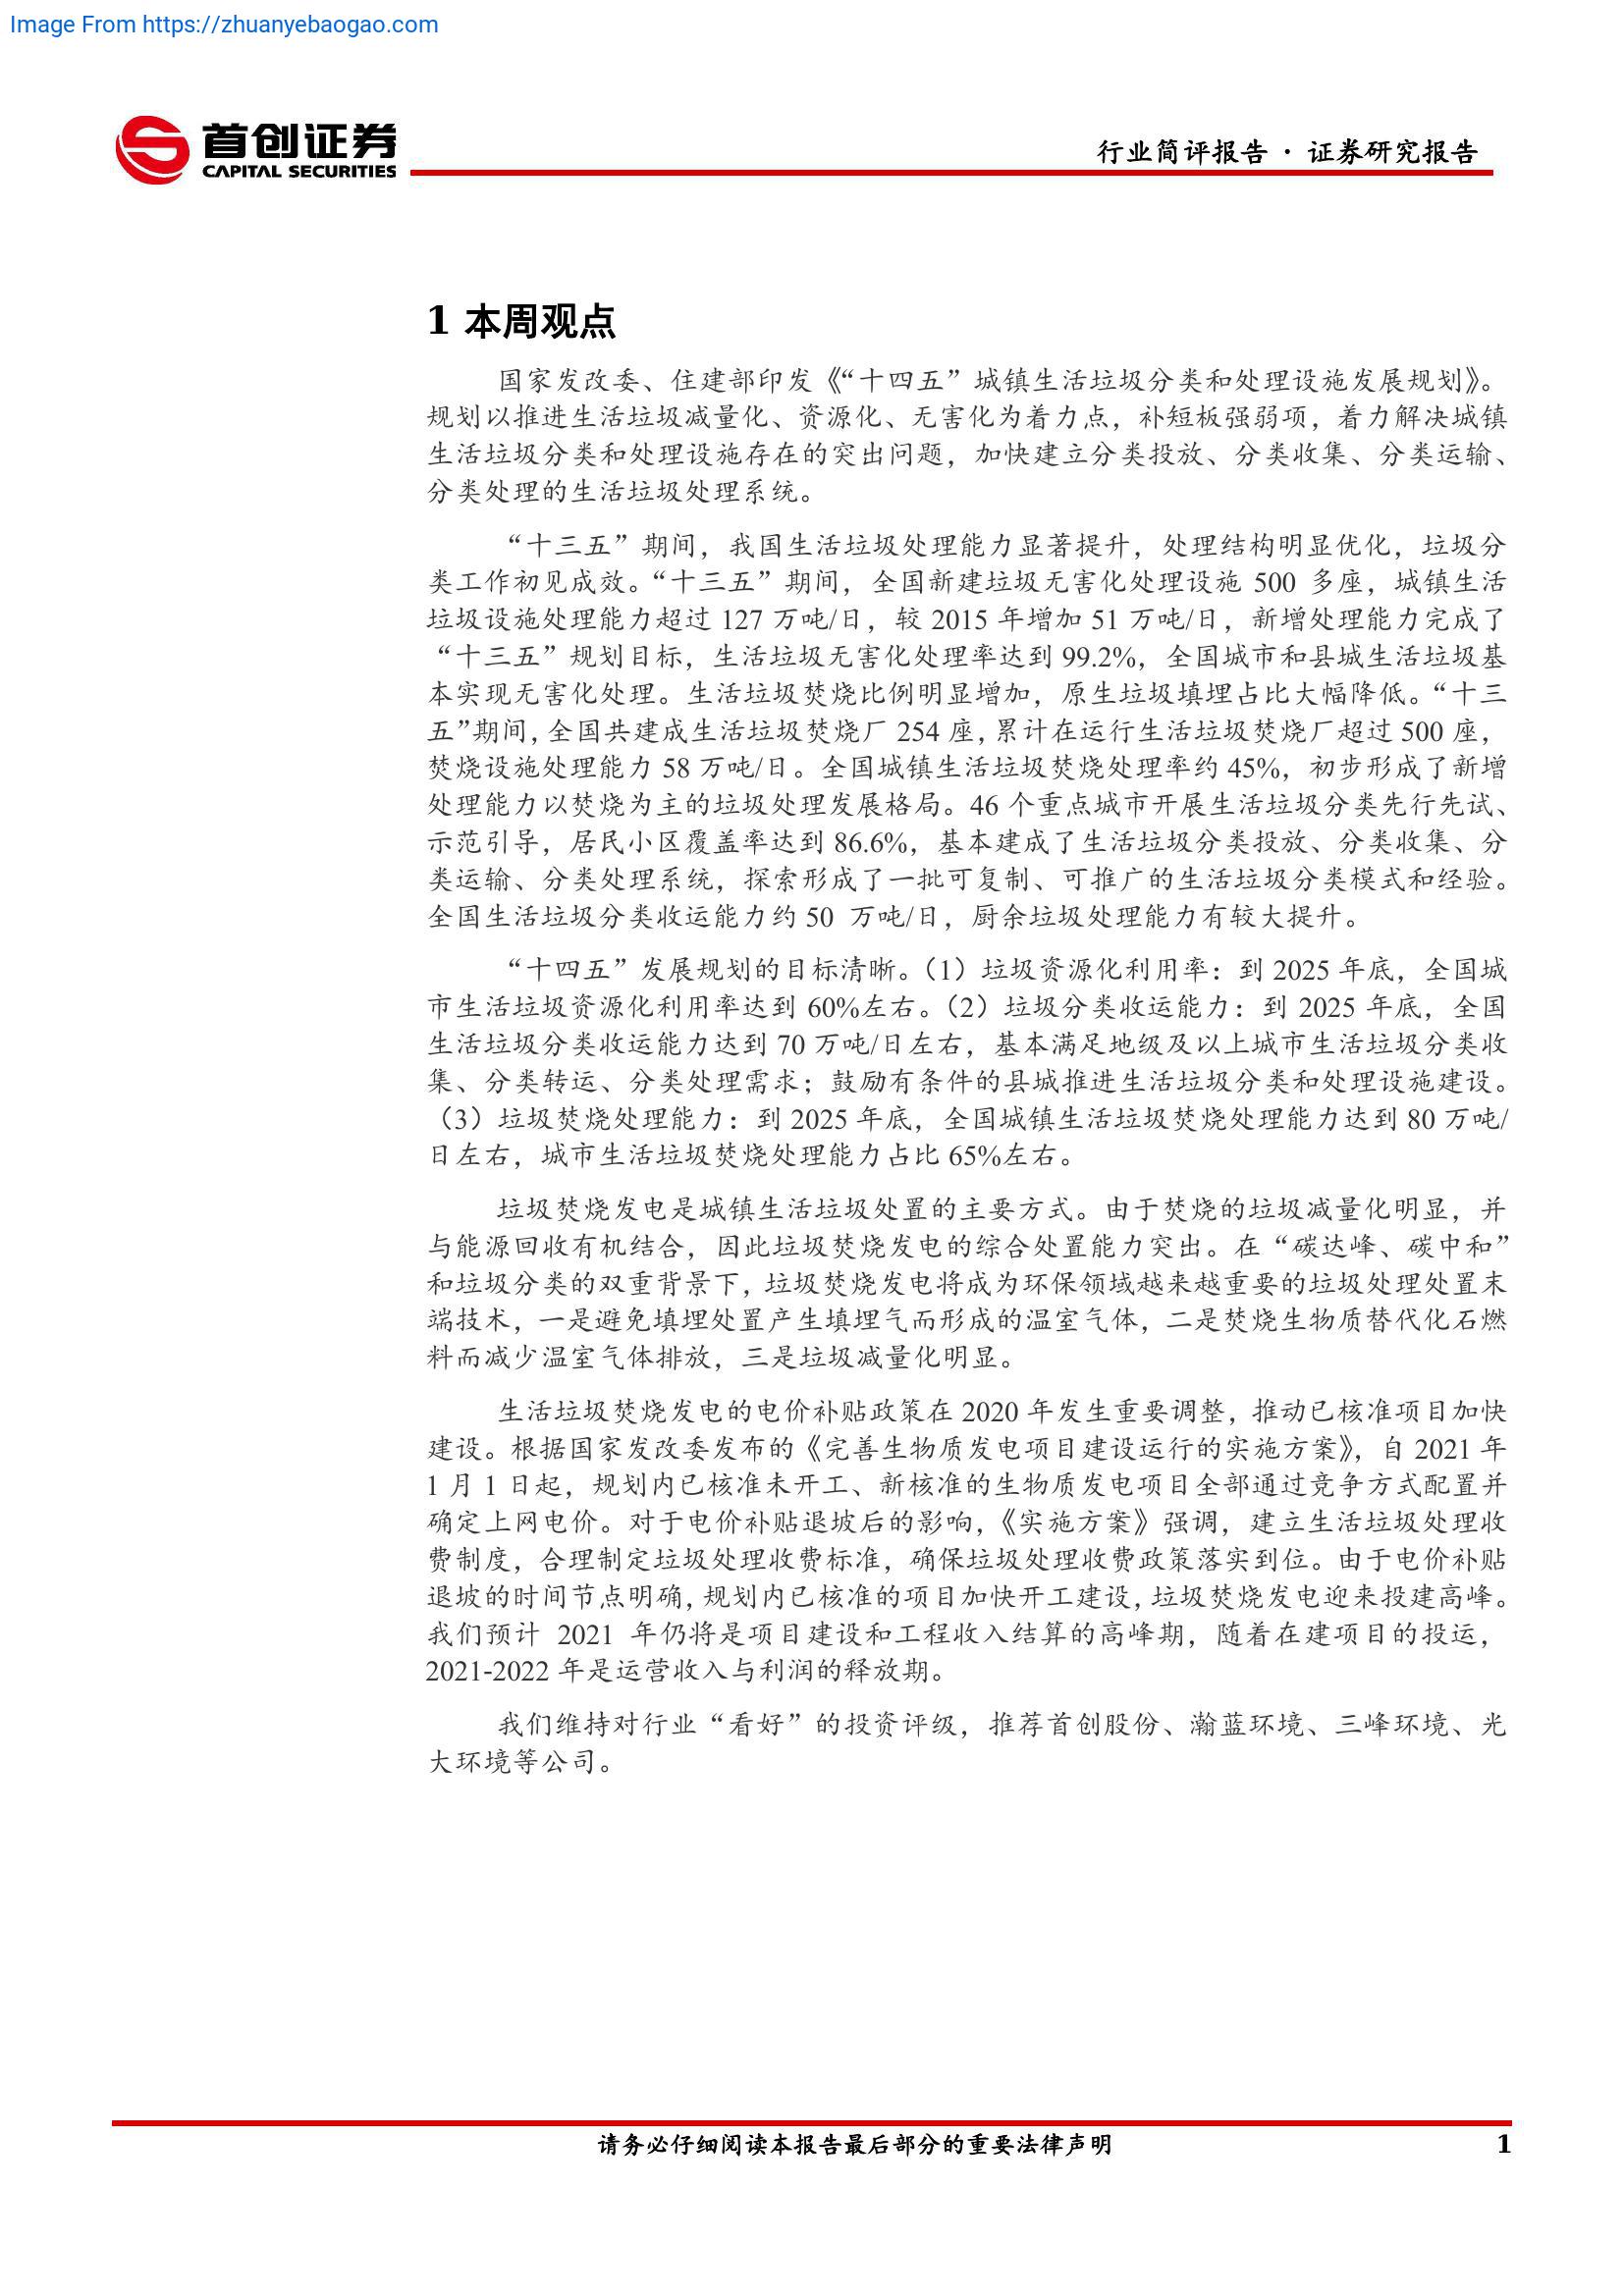 Image From https://zhuanyebaogao.com
首创证券
CAPITAL SECURITIES
行业简评报告 · 证券研究报告
1 本周观点
国家发改委、住建部印发《“十四五”城镇生活垃圾分类和处理设施发展规划》。
规划以推进生活垃圾减量化、资源化、无害化为着力点，补短板强弱项，着力解决城镇
生活垃圾分类和处理设施存在的突出问题，加快建立分类投放、分类收集、分类运输、
分类处理的生活垃圾处理系统。
“十三五”期间，我国生活垃圾处理能力显著提升，处理结构明显优化，垃圾分
类工作初见成效。“十三五”期间，全国新建垃圾无害化处理设施 500 多座，城镇生活
垃圾设施处理能力超过 127 万吨/日，较 2015 年增加 51 万吨/日，新增处理能力完成了
“十三五”规划目标，生活垃圾无害化处理率达到 99.2%，全国城市和县城生活垃圾基
本实现无害化处理。生活垃圾焚烧比例明显增加，原生垃圾填埋占比大幅降低。“十三
五”期间，全国共建成生活垃圾焚烧厂 254 座，累计在运行生活垃圾焚烧厂超过 500 座，
焚烧设施处理能力 58 万吨/日。全国城镇生活垃圾焚烧处理率约 45%，初步形成了新增
处理能力以焚烧为主的垃圾处理发展格局。46 个重点城市开展生活垃圾分类先行先试、
示范引导，居民小区覆盖率达到 86.6%，基本建成了生活垃圾分类投放、分类收集、分
类运输、分类处理系统，探索形成了一批可复制、可推广的生活垃圾分类模式和经验。
全国生活垃圾分类收运能力约 50 万吨/日，厨余垃圾处理能力有较大提升。
“十四五”发展规划的目标清晰。（1）垃圾资源化利用率：到 2025 年底，全国城
市生活垃圾资源化利用率达到 60%左右。（2）垃圾分类收运能力：到 2025 年底，全国
生活垃圾分类收运能力达到 70 万吨/日左右，基本满足地级及以上城市生活垃圾分类收
集、分类转运、分类处理需求；鼓励有条件的县城推进生活垃圾分类和处理设施建设。
（3）垃圾焚烧处理能力：到 2025 年底，全国城镇生活垃圾焚烧处理能力达到 80 万吨/
日左右，城市生活垃圾焚烧处理能力占比 65%左右。
垃圾焚烧发电是城镇生活垃圾处置的主要方式。由于焚烧的垃圾减量化明显，并
与能源回收有机结合，因此垃圾焚烧发电的综合处置能力突出。在“碳达峰、碳中和”
和垃圾分类的双重背景下，垃圾焚烧发电将成为环保领域越来越重要的垃圾处理处置末
端技术，一是避免填埋处置产生填埋气而形成的温室气体，二是焚烧生物质替代化石燃
料而减少温室气体排放，三是垃圾减量化明显。
生活垃圾焚烧发电的电价补贴政策在 2020 年发生重要调整，推动已核准项目加快
建设。根据国家发改委发布的《完善生物质发电项目建设运行的实施方案》，自 2021 年
1 月 1 日起，规划内已核准未开工、新核准的生物质发电项目全部通过竞争方式配置并
确定上网电价。对于电价补贴退坡后的影响，《实施方案》强调，建立生活垃圾处理收
费制度，合理制定垃圾处理收费标准，确保垃圾处理收费政策落实到位。由于电价补贴
退坡的时间节点明确，规划内已核准的项目加快开工建设，垃圾焚烧发电迎来投建高峰。
我们预计 2021 年仍将是项目建设和工程收入结算的高峰期，随着在建项目的投运，
2021-2022 年是运营收入与利润的释放期。
我们维持对行业“看好”的投资评级，推荐首创股份、瀚蓝环境、三峰环境、光
大环境等公司。
请务必仔细阅读本报告最后部分的重要法律声明
1